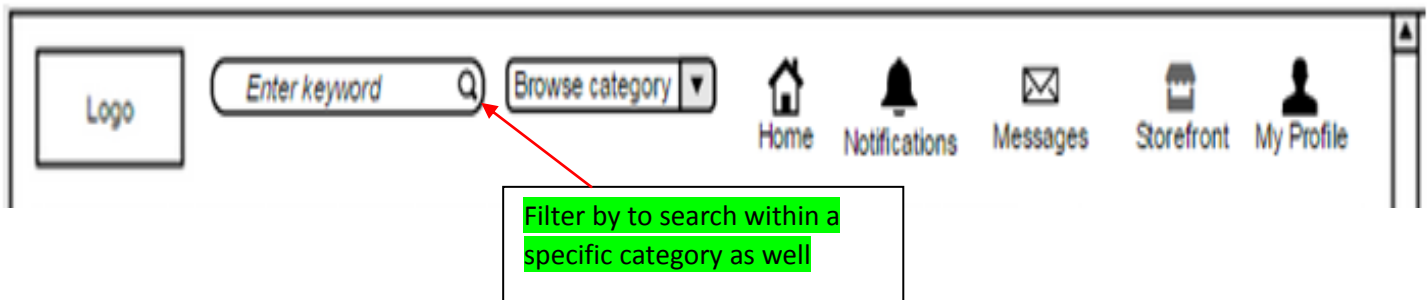 Logo
Enter keyword
Browse category
Home
Notifications
Messages
Storefront
My Profile
Filter by to search within a
specific category as well